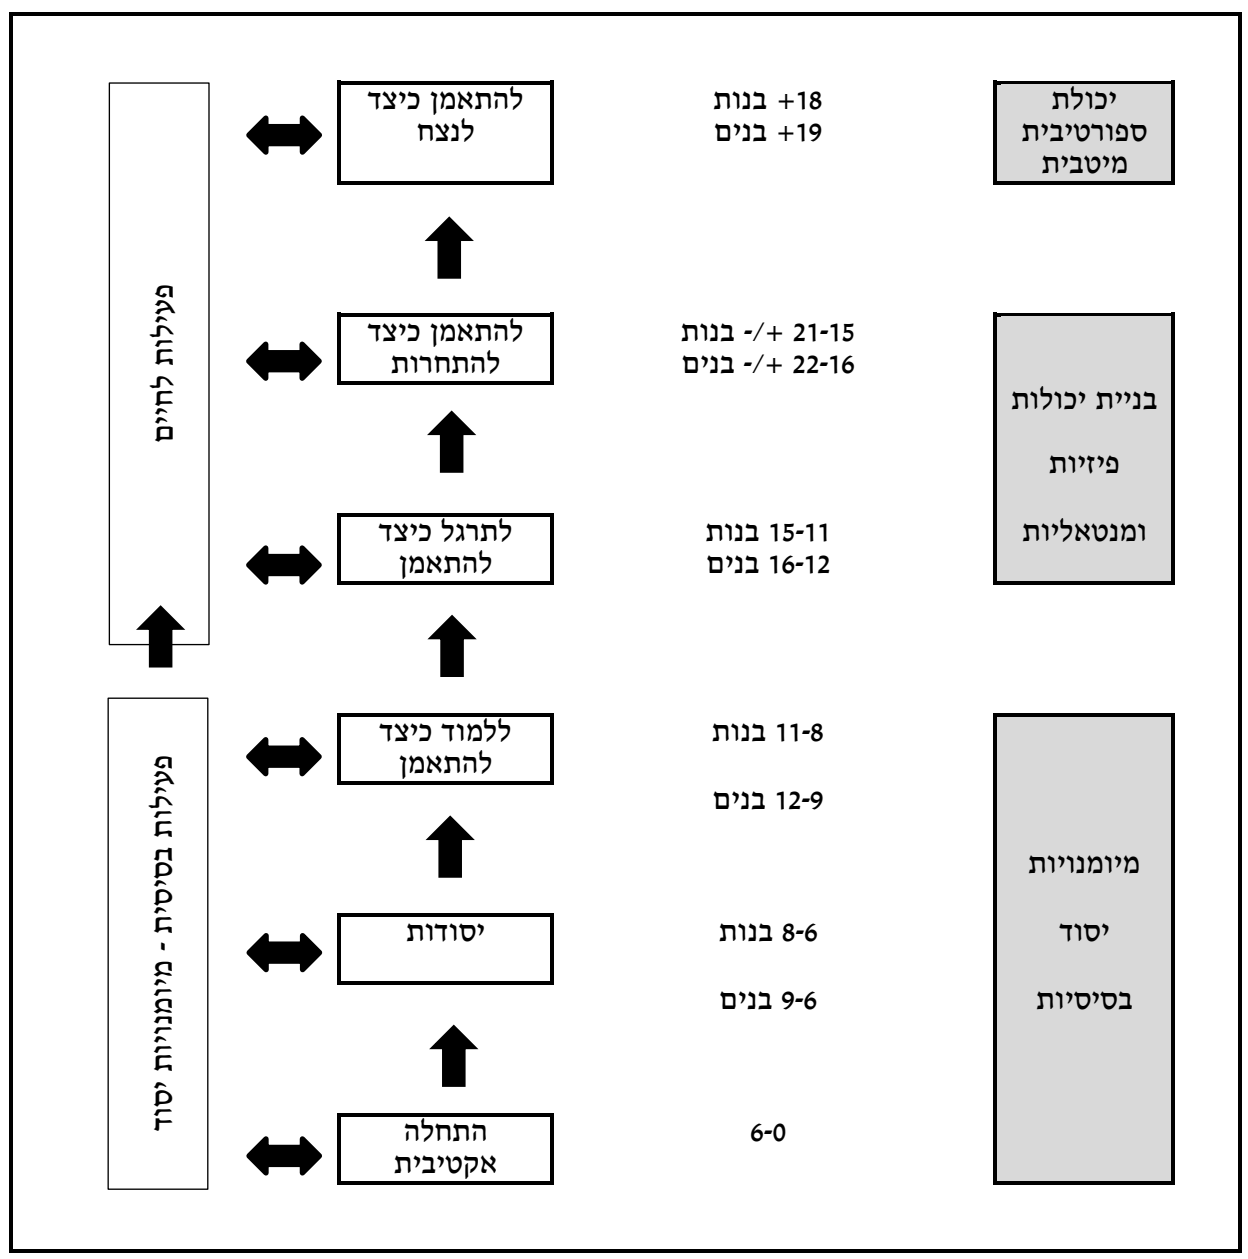 יכולת
ספורטיבית
מיטבית
18+ בנות
19+ בנים
להתאמן כיצד
לנצח
פעילות לחיים
בניית יכולות
פיזיות
ומנטאליות
21-15 +/- בנות
22-16 +/- בנים
להתאמן כיצד
להתחרות
15-11 בנות
16-12 בנים
לתרגל כיצד
להתאמן
מיומנויות
יסוד
בסיסיות
11-8 בנות
12-9 בנים
ללמוד כיצד
להתאמן
פעילות בסיסית - מיומנויות יסוד
8-6 בנות
9-6 בנים
יסודות
6-0
התחלה
אקטיבית